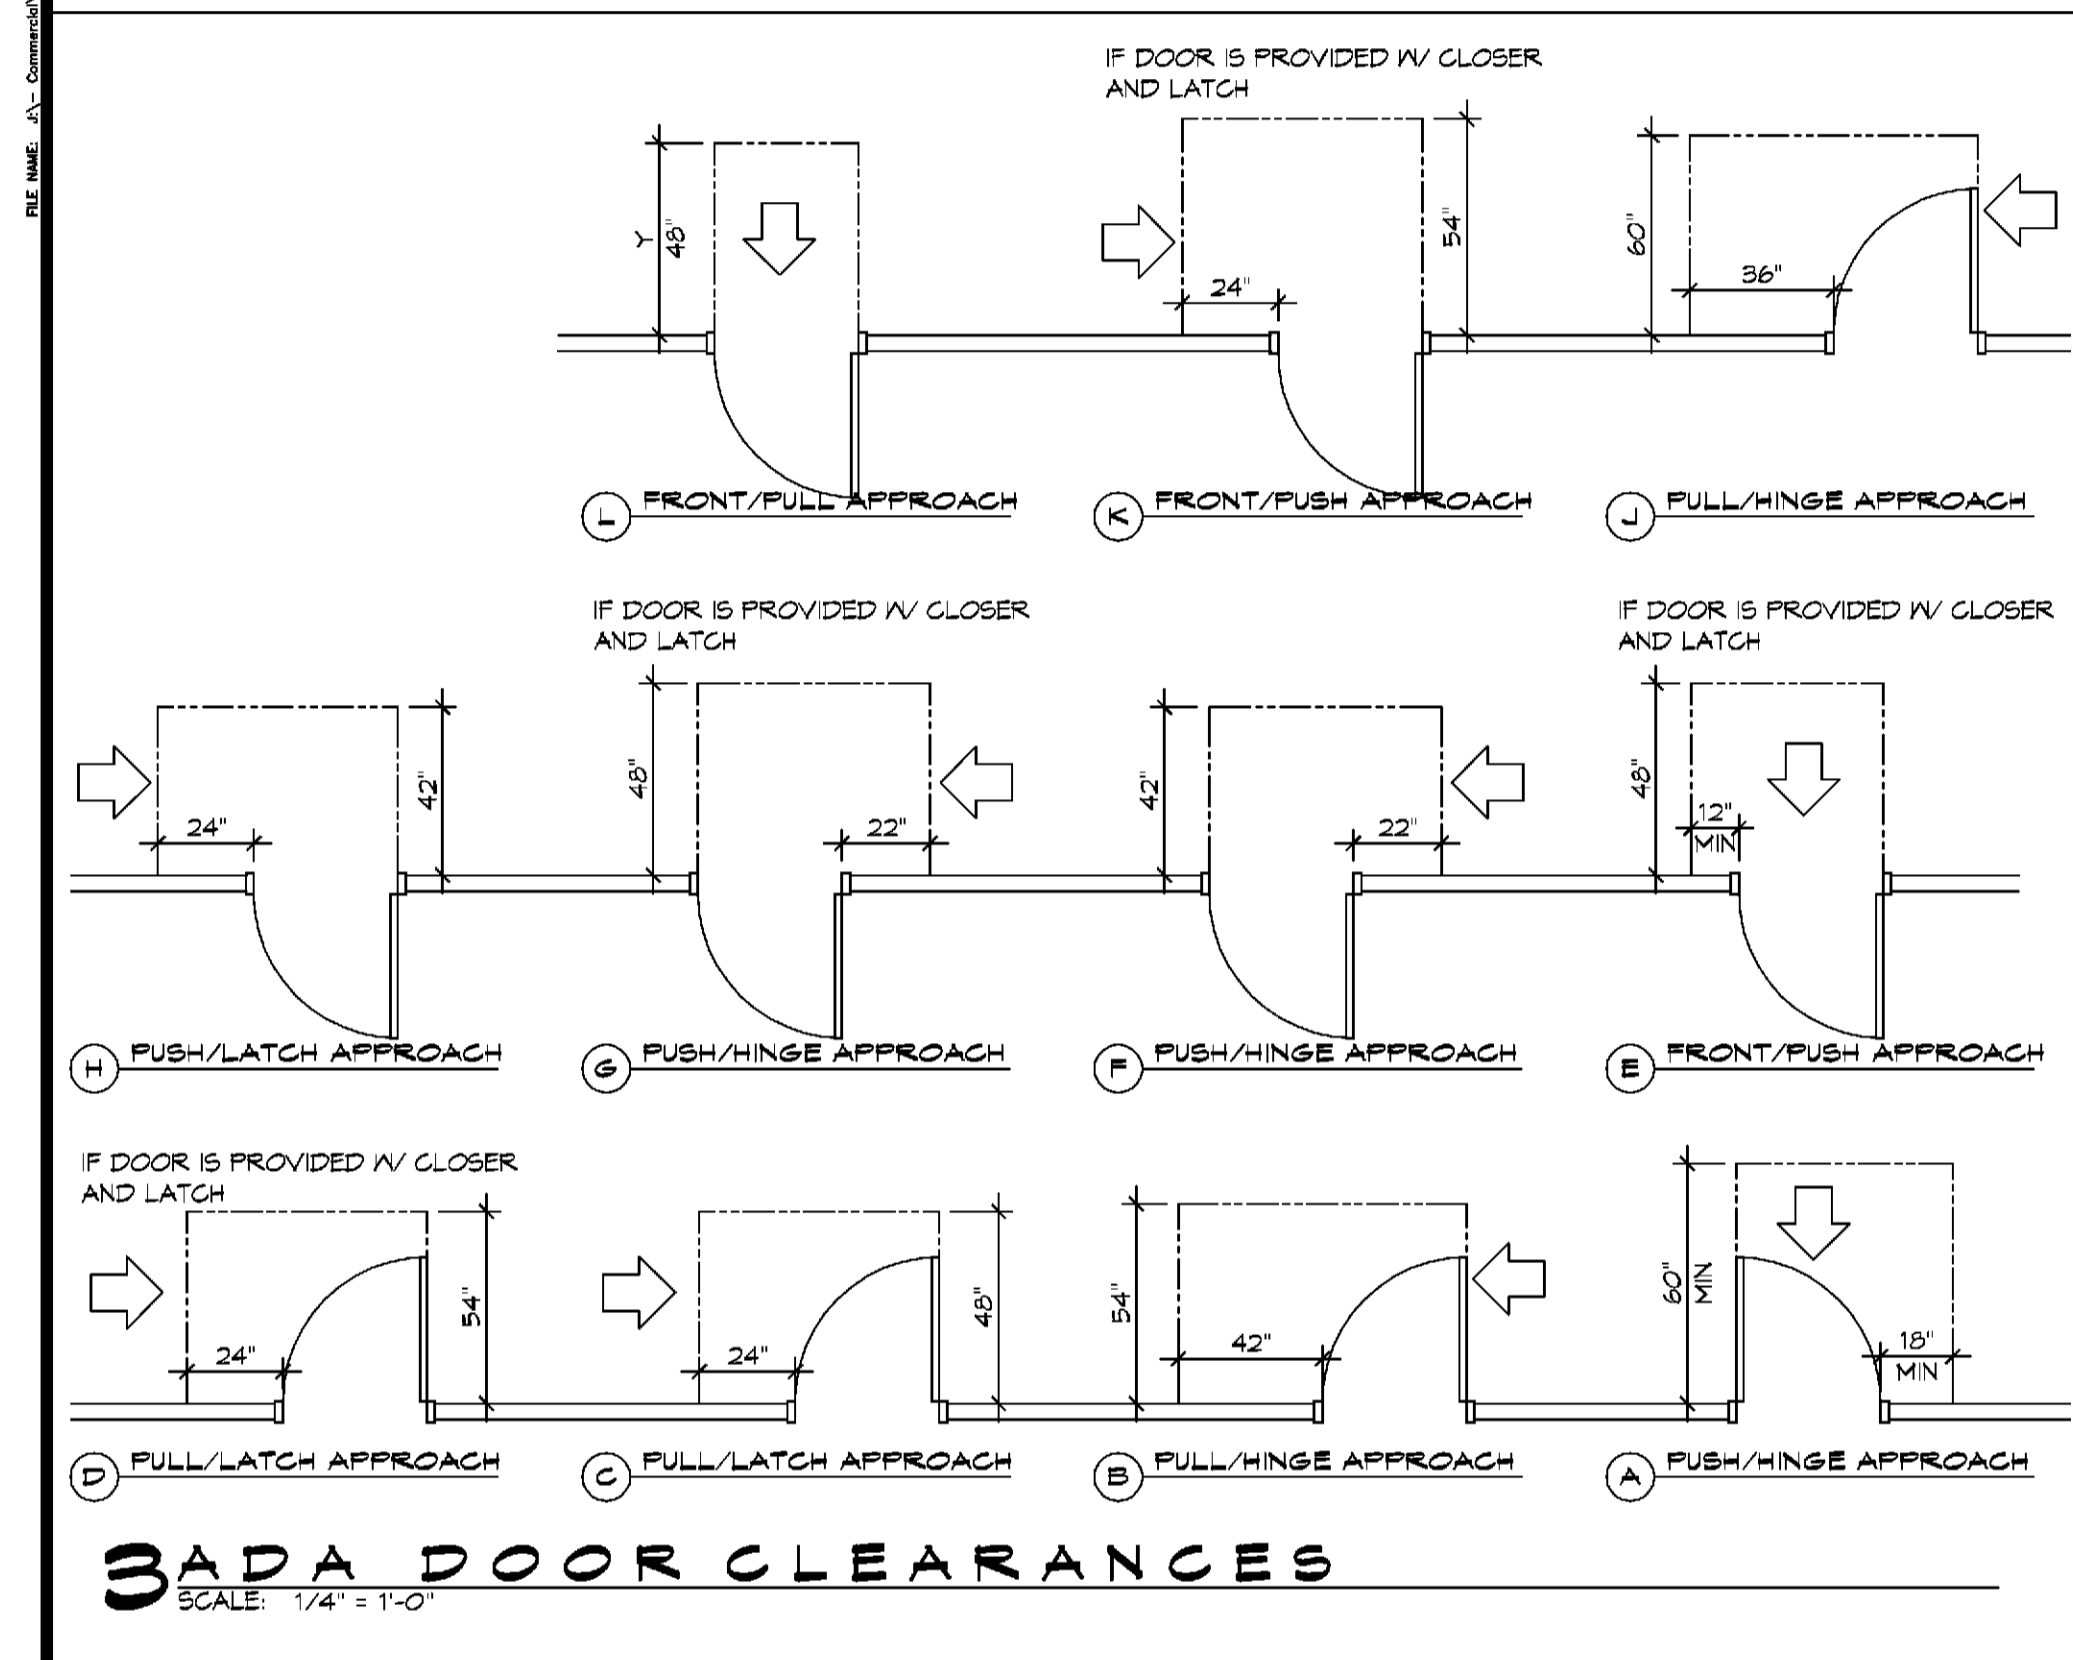 FILE NAME: J:\- Commercial\
IF DOOR IS PROVIDED W/ CLOSER
AND LATCH
Y
48"
24"
54"
60"
36"
L FRONT/PULL APPROACH
K FRONT/PUSH APPROACH
J PULL/HINGE APPROACH
IF DOOR IS PROVIDED W/ CLOSER
AND LATCH
IF DOOR IS PROVIDED W/ CLOSER
AND LATCH
24"
42"
48"
22"
42"
22"
48"
12"
MIN
H PUSH/LATCH APPROACH
G PUSH/HINGE APPROACH
F PUSH/HINGE APPROACH
E FRONT/PUSH APPROACH
IF DOOR IS PROVIDED W/ CLOSER
AND LATCH
24"
54"
24"
48"
54"
42"
60"
MIN
18"
MIN
D PULL/LATCH APPROACH
C PULL/LATCH APPROACH
B PULL/HINGE APPROACH
A PUSH/HINGE APPROACH
3 ADA DOOR CLEARANCES
SCALE: 1/4" = 1'-0"